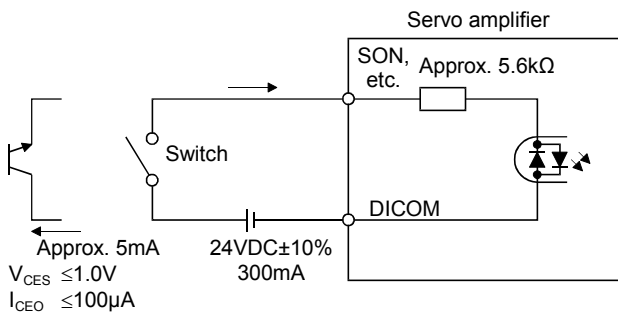 Servo amplifier
SON,
etc.
Approx. 5.6kΩ
Switch
DICOM
Approx. 5mA
24VDC±10%
300mA
VCES ≤1.0V
ICEO ≤100μA